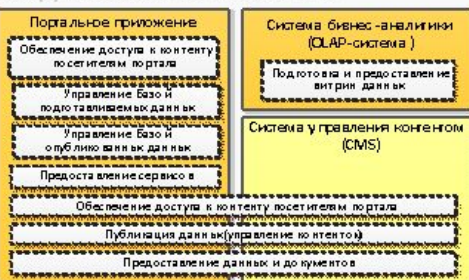 Портальное приложение
Обеспечение доступа к контенту
посетителям портала
Управление Базой
подготавливаемых данных
Управление Базой
опубликованных данных
Предоставление сервисов
Система бизнес-аналитики
(OLAP-система)
Подготовка и предоставление
витрин данных
Система управления контентом
(CMS)
Обеспечение доступа к контенту посетителям портала
Публикация данных(управление контентом)
Предоставление данных и документов